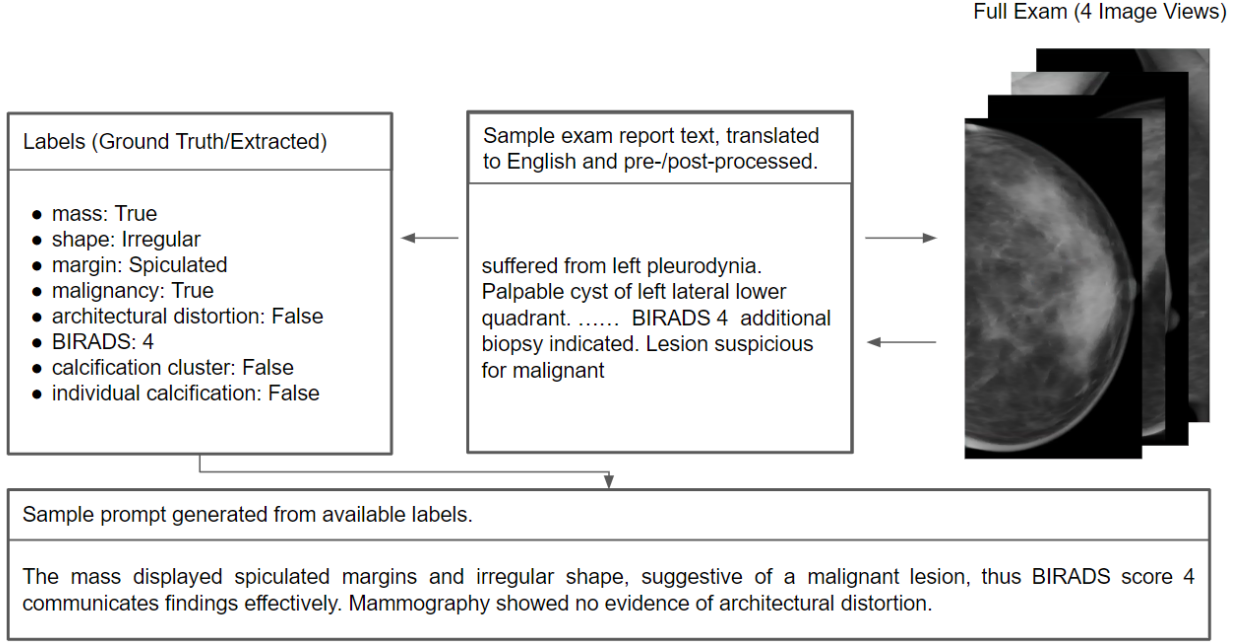 Full Exam (4 Image Views)
Labels (Ground Truth/Extracted)
● mass: True
● shape: Irregular
● margin: Spiculated
● malignancy: True
● architectural distortion: False
● BIRADS: 4
● calcification cluster: False
● individual calcification: False
Sample exam report text, translated
to English and pre-/post-processed.
suffered from left pleurodynia.
Palpable cyst of left lateral lower
quadrant. …… BIRADS 4 additional
biopsy indicated. Lesion suspicious
for malignant
Sample prompt generated from available labels.
The mass displayed spiculated margins and irregular shape, suggestive of a malignant lesion, thus BIRADS score 4
communicates findings effectively. Mammography showed no evidence of architectural distortion.